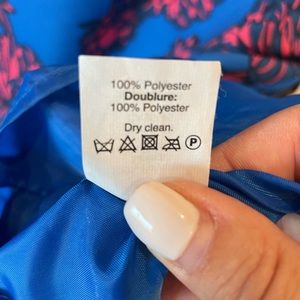 100% Polyester
Doublure:
100% Polyester
Dry clean.
P